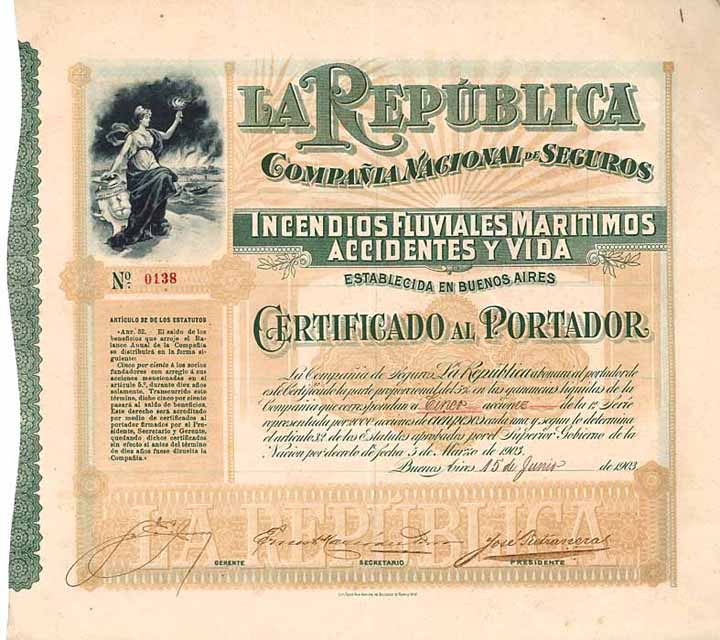 LA REPÚBLICA
COMPAÑIA NACIONAL DE SEGUROS
INCENDIOS FLUVIALES MARITIMOS
ACCIDENTES Y VIDA
ESTABLECIDA EN BUENOS AIRES
Nº 0138
CERTIFICADO AL PORTADOR
ARTÍCULO 32 DE LOS ESTATUTOS
«ART. 32. - El saldo de los
beneficios que arroje el Ba-
lance Anual de la Compañía
se distribuirá en la forma si-
guiente:
Cinco por ciento á los socios
fundadores con arreglo á sus
acciones mencionadas en el
artículo 5.º, durante diez años
solamente. Transcurrido este
término, dicho cinco por ciento
pasará al saldo de beneficios.
Este derecho será acreditado
por medio de certificados al
portador firmados por el Pre-
sidente, Secretario y Gerente,
quedando dichos certificados
sin efecto si antes del término
de diez años fuese disuelta la
Compañía.»
La Compañía de Seguros La República abonará al portador de
este Certificado la parte proporcional del 5% en las ganancias líquidas de la
Compañía que correspondan a Cinco acciones de la 1ª Serie
representada por 5000 acciones de cien pesos cada una y, segun lo determina
el artículo 32 de los Estatutos aprobados por el Superior Gobierno de la
Nación por decreto de fecha 5 de Marzo de 1903.
Buenos Aires 15 de Junio de 1903
LA REPÚBLICA
GERENTE
SECRETARIO
PRESIDENTE